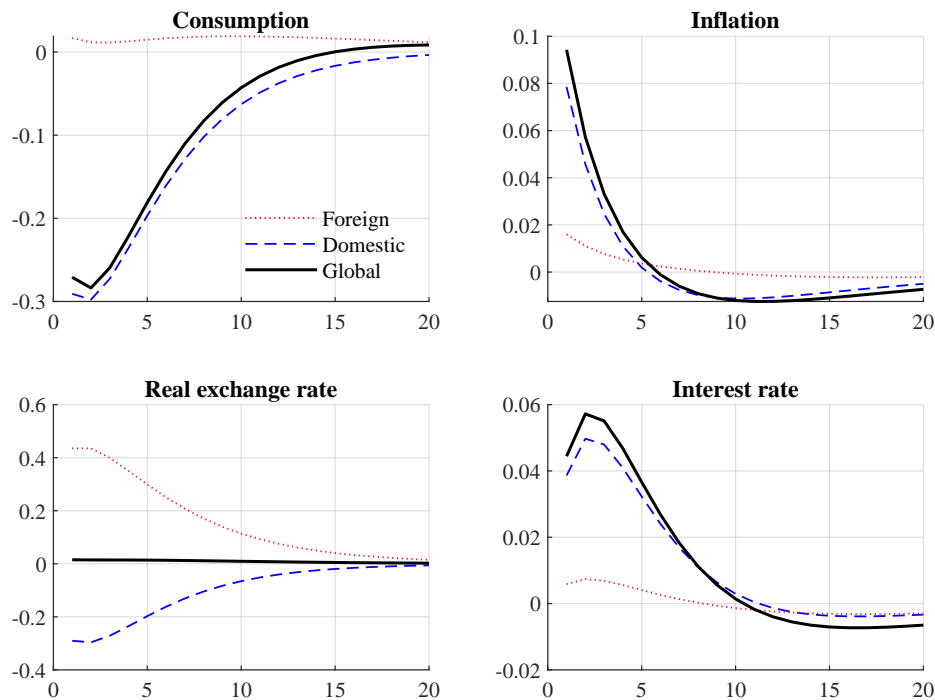 Consumption
0
-0.1
-0.2
-0.3
0 5 10 15 20
Foreign
Domestic
Global
Inflation
0.1
0.08
0.06
0.04
0.02
0
0 5 10 15 20
Real exchange rate
0.6
0.4
0.2
0
-0.2
-0.4
0 5 10 15 20
Interest rate
0.06
0.04
0.02
0
-0.02
0 5 10 15 20